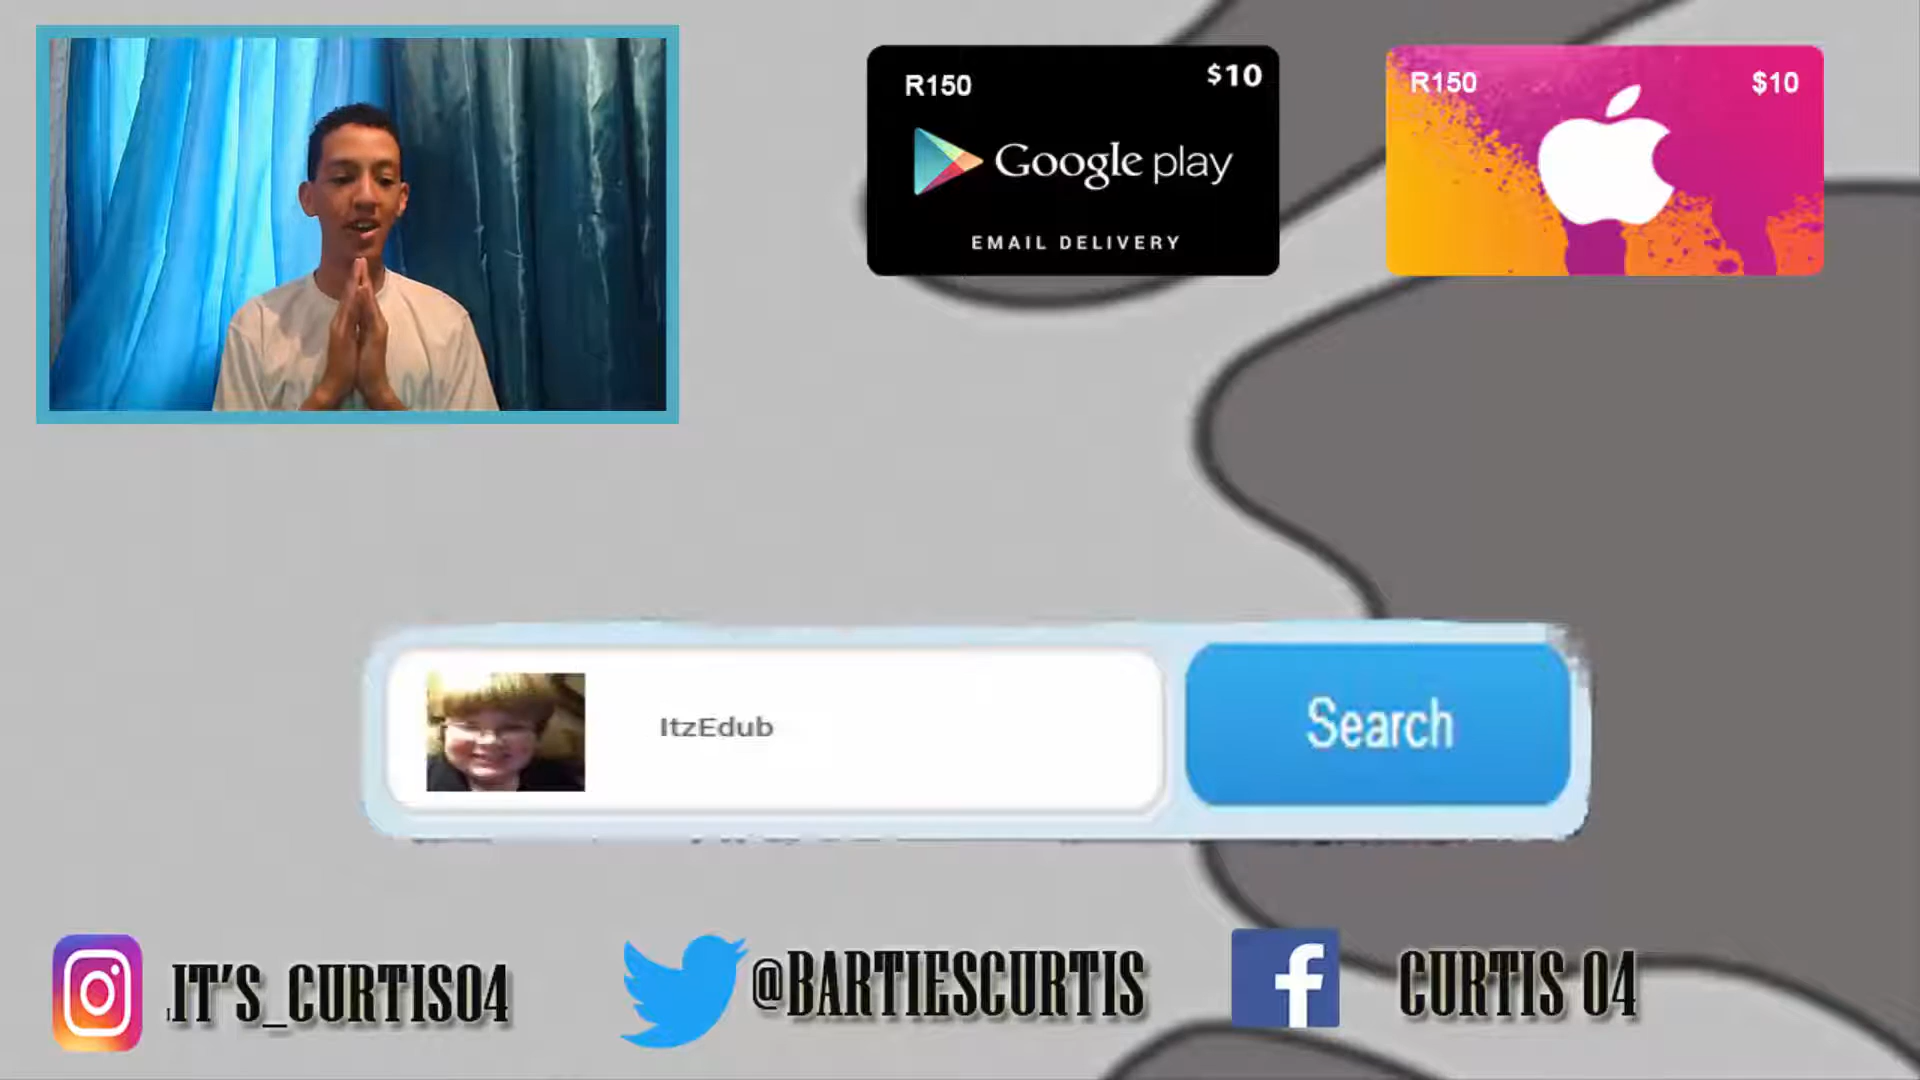 R150
$10
Google play
EMAIL DELIVERY
R150
$10
ItzEdub
Search
IT'S_CURTIS04
@BARTIESCURTIS
CURTIS 04